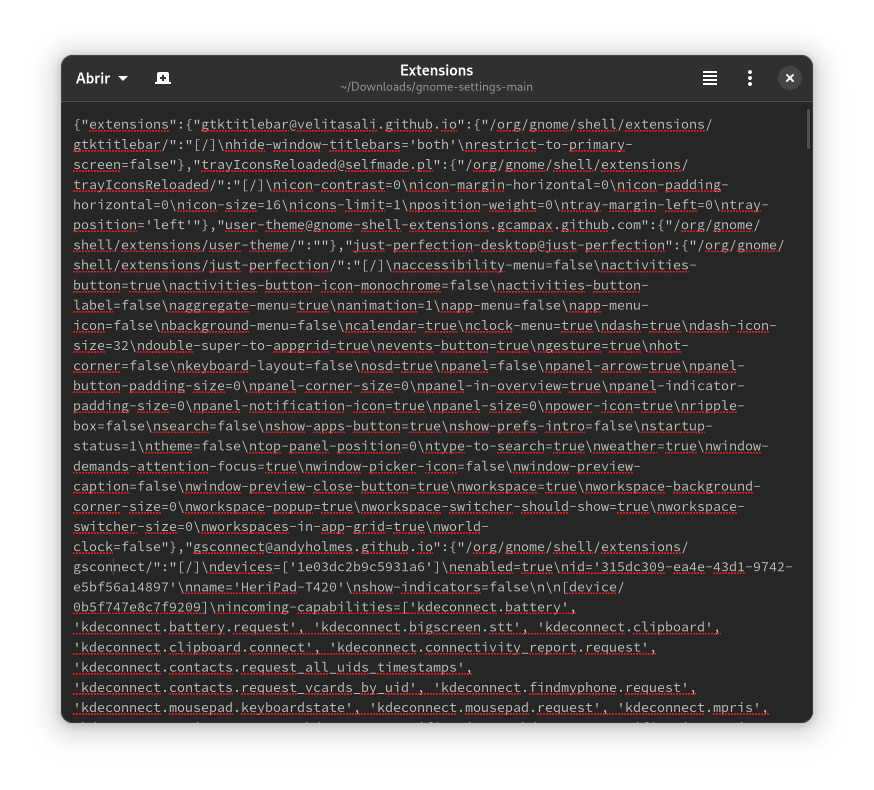 Abrir
Extensions
~/Downloads/gnome-settings-main
{"extensions":{"gtktitlebar@velitasali.github.io":{"/org/gnome/shell/extensions/
gtktitlebar/":"[/]\nhide-window-titlebars='both'\nrestrict-to-primary-
screen=false"},"trayIconsReloaded@selfmade.pl":{"/org/gnome/shell/extensions/
trayIconsReloaded/":"[/]\nicon-contrast=0\nicon-margin-horizontal=0\nicon-padding-
horizontal=0\nicon-size=16\nicons-limit=1\nposition-weight=0\ntray-margin-left=0\ntray-
position='left'"},"user-theme@gnome-shell-extensions.gcampax.github.com":{"/org/gnome/
shell/extensions/user-theme/":""},"just-perfection-desktop@just-perfection":{"/org/gnome/
shell/extensions/just-perfection/":"[/]\naccessibility-menu=false\nactivities-
button=true\nactivities-button-icon-monochrome=false\nactivities-button-
label=false\naggregate-menu=true\nanimation=1\napp-menu=false\napp-menu-
icon=false\nbackground-menu=false\ncalendar=true\nclock-menu=true\ndash=true\ndash-icon-
size=32\ndouble-super-to-appgrid=true\nevents-button=true\ngesture=true\nhot-
corner=false\nkeyboard-layout=false\nosd=true\npanel=false\npanel-arrow=true\npanel-
button-padding-size=0\npanel-corner-size=0\npanel-in-overview=true\npanel-indicator-
padding-size=0\npanel-notification-icon=true\npanel-size=0\npower-icon=true\nripple-
box=false\nsearch=false\nshow-apps-button=true\nshow-prefs-intro=false\nstartup-
status=1\ntheme=false\ntop-panel-position=0\ntype-to-search=true\nweather=true\nwindow-
demands-attention-focus=true\nwindow-picker-icon=false\nwindow-preview-
caption=false\nwindow-preview-close-button=true\nworkspace=true\nworkspace-background-
corner-size=0\nworkspace-popup=true\nworkspace-switcher-should-show=true\nworkspace-
switcher-size=0\nworkspaces-in-app-grid=true\nworld-
clock=false"},"gsconnect@andyholmes.github.io":{"/org/gnome/shell/extensions/
gsconnect/":"[/]\ndevices=['1e03dc2b9c5931a6']\nenabled=true\nid='315dc309-ea4e-43d1-9742-
e5bf56a14897'\nname='HeriPad-T420'\nshow-indicators=false\n\n[device/
0b5f747e8c7f9209]\nincoming-capabilities=['kdeconnect.battery',
'kdeconnect.battery.request', 'kdeconnect.bigscreen.stt', 'kdeconnect.clipboard',
'kdeconnect.clipboard.connect', 'kdeconnect.connectivity_report.request',
'kdeconnect.contacts.request_all_uids_timestamps',
'kdeconnect.contacts.request_vcards_by_uid', 'kdeconnect.findmyphone.request',
'kdeconnect.mousepad.keyboardstate', 'kdeconnect.mousepad.request', 'kdeconnect.mpris',